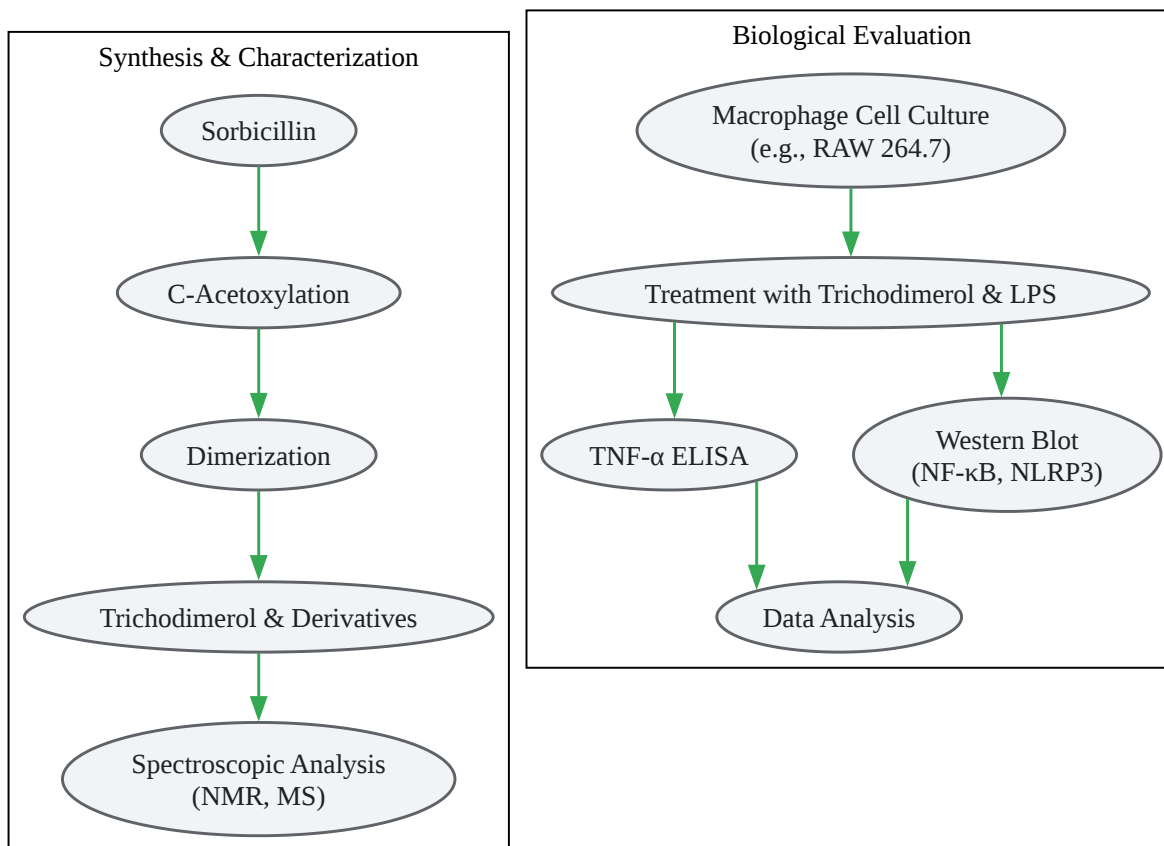 Synthesis & Characterization
Sorbicillin
C-Acetoxylation
Dimerization
Trichodimerol & Derivatives
Spectroscopic Analysis
(NMR, MS)
Biological Evaluation
Macrophage Cell Culture
(e.g., RAW 264.7)
Treatment with Trichodimerol & LPS
TNF-α ELISA
Western Blot
(NF-κB, NLRP3)
Data Analysis